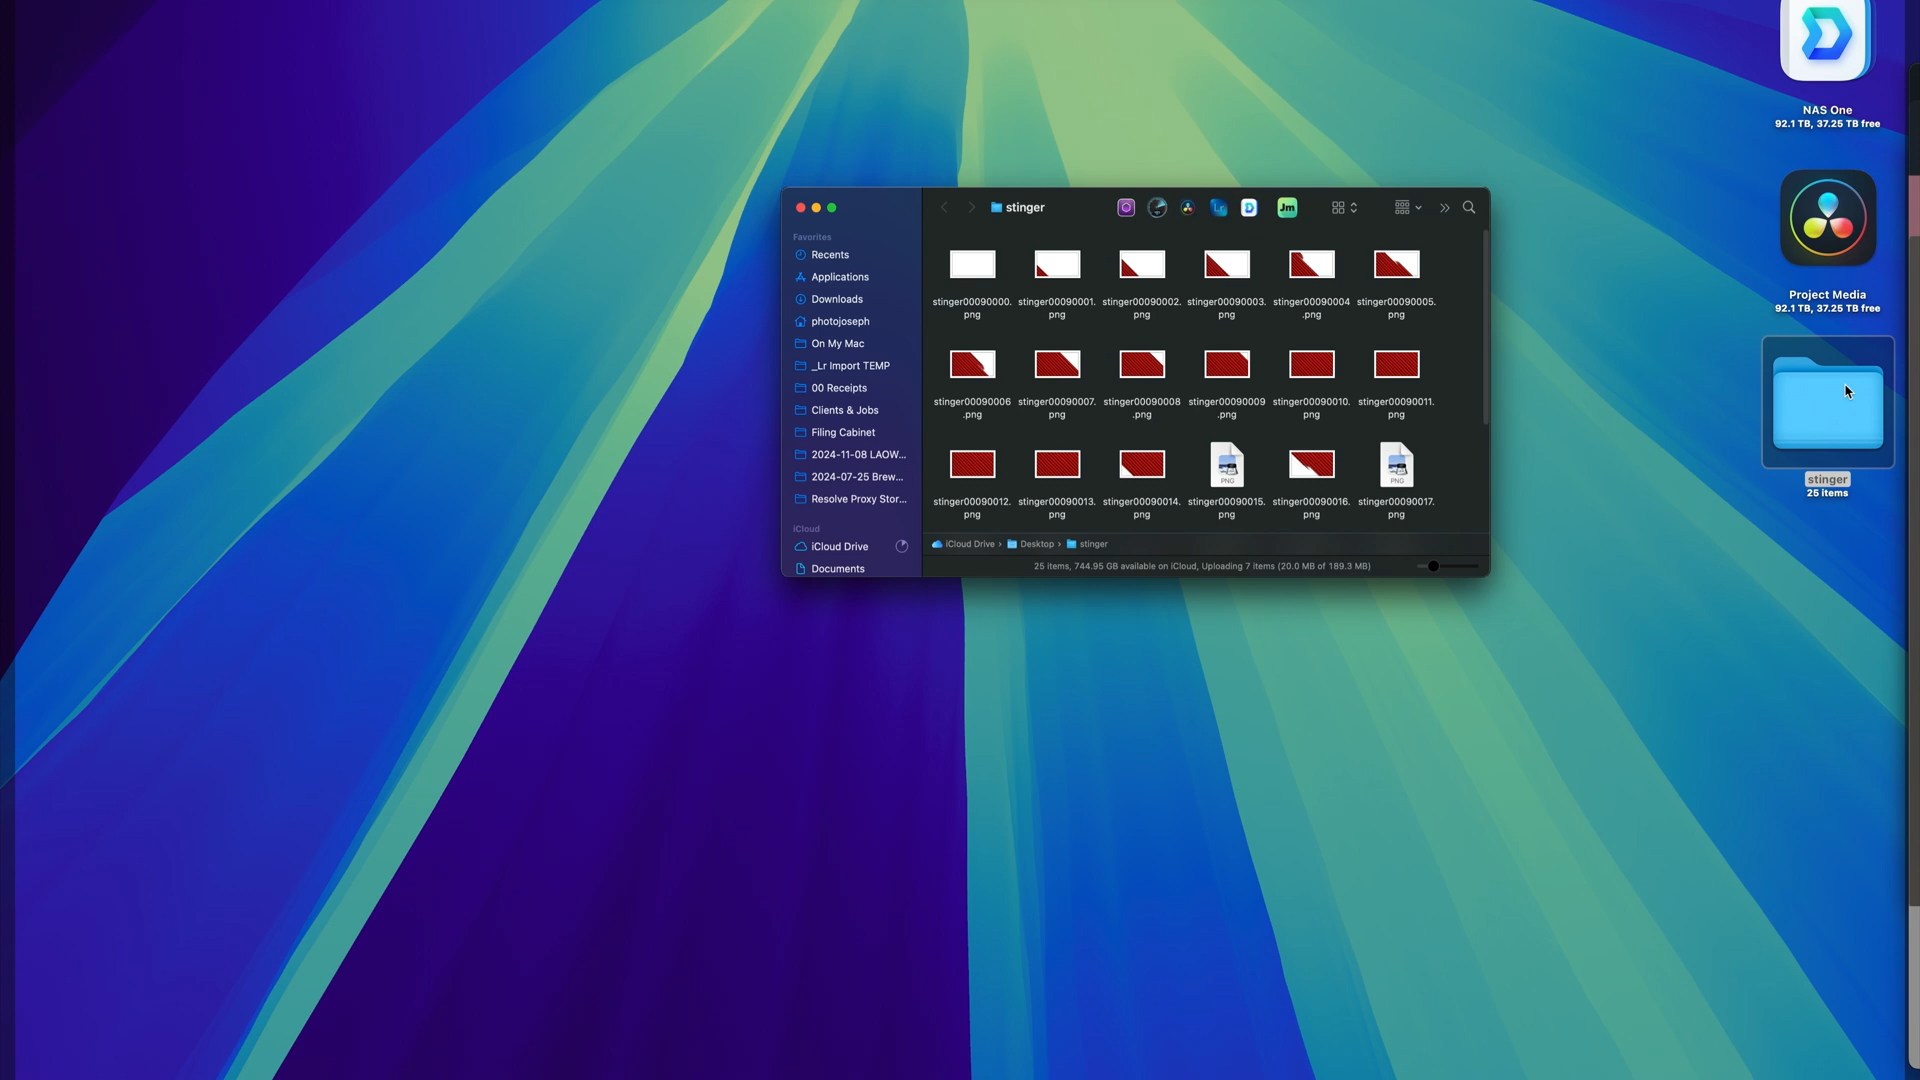 NAS One
92.1 TB, 37.25 TB free
Project Media
92.1 TB, 37.25 TB free
stinger
25 items
stinger
Lr
Jm
Favorites
Recents
Applications
Downloads
photojoseph
On My Mac
_Lr Import TEMP
00 Receipts
Clients & Jobs
Filing Cabinet
2024-11-08 LAOW...
2024-07-25 Brew...
Resolve Proxy Stor...
iCloud
iCloud Drive
Documents
stinger00090000.
png
stinger00090001.
png
stinger00090002.
png
stinger00090003.
png
stinger00090004
.png
stinger00090005.
png
stinger00090006
.png
stinger00090007.
png
stinger00090008
.png
stinger00090009
.png
stinger00090010.
png
stinger00090011.
png
stinger00090012.
png
stinger00090013.
png
stinger00090014.
png
PNG
stinger00090015.
png
stinger00090016.
png
PNG
stinger00090017.
png
iCloud Drive › Desktop › stinger
25 items, 744.95 GB available on iCloud, Uploading 7 items (20.0 MB of 189.3 MB)